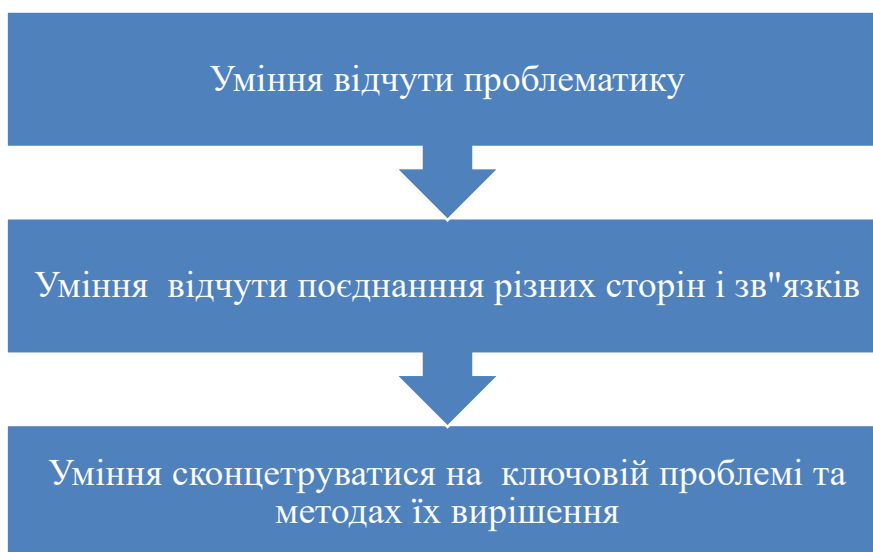 Уміння відчути проблематику
Уміння  відчути поєднанння різних сторін і зв"язків
Уміння сконцетруватися на  ключовій проблемі та
методах їх вирішення